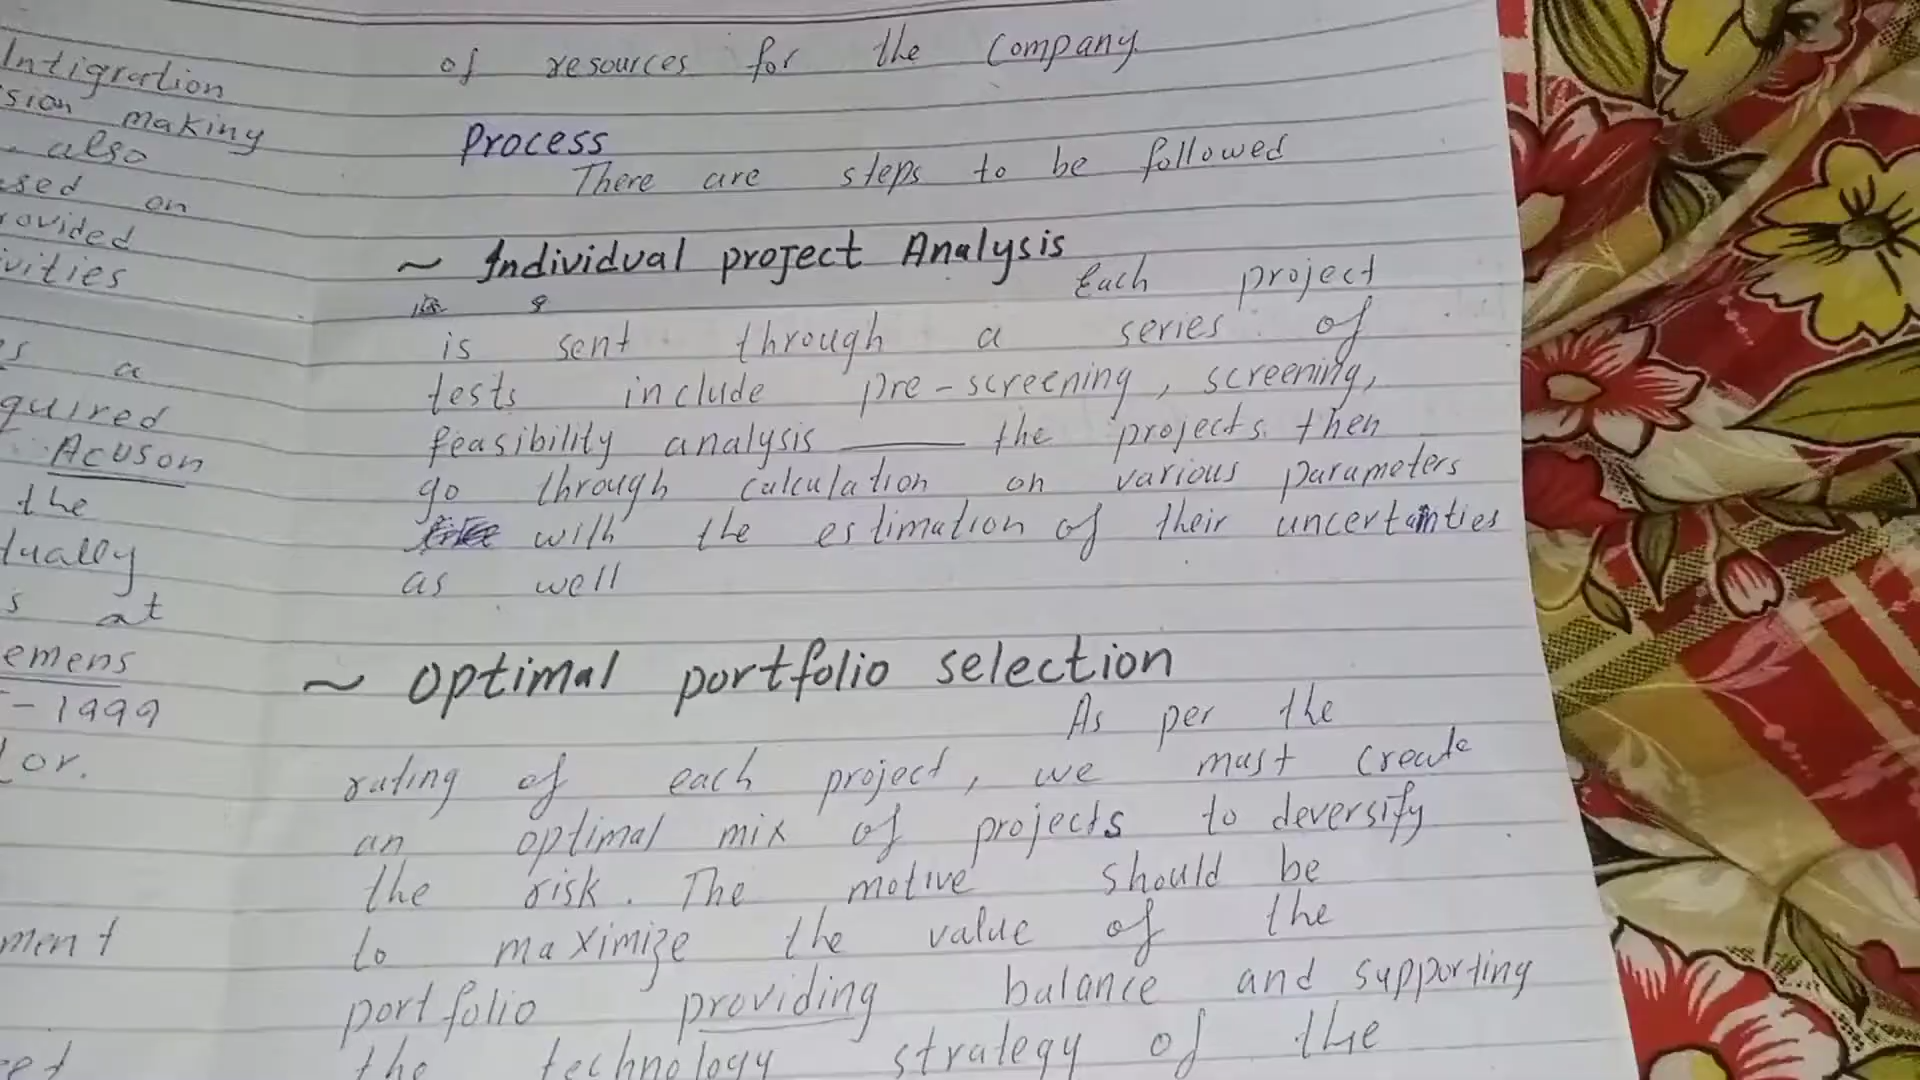 Intigration
sion making
also
sed on
rovided
vities
s a
quired
Acuson
the
dually
s at
emens
- 1999
or.
ment
of resources for the Company.
Process
There are steps to be followed
~ Individual project Analysis
Each project
is sent through a series of
tests include pre-screening, screening,
feasibility analysis —— the projects. then
go through calculation on various parameters
with the estimation of their uncertainties
as well
~ Optimal portfolio selection
As per the
rating of each project, we must create
an optimal mix of projects to deversify
the risk. The motive should be
to maximize the value of the
portfolio providing balance and supporting
the technology strategy of the